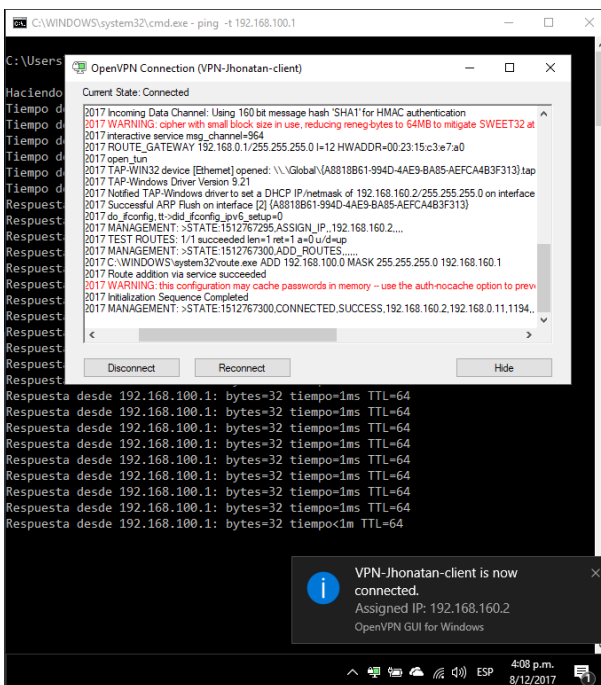 C:\WINDOWS\system32\cmd.exe - ping -t 192.168.100.1
C:\Users
Haciendo
Tiempo de
Tiempo de
Tiempo de
Tiempo de
Tiempo de
Tiempo de
Respuest
Respuest
Respuest
Respuest
Respuest
Respuest
Respuest
Respuest
Respuest
Respuest
Respuest
Respuest
OpenVPN Connection (VPN-Jhonatan-client)
Current State: Connected
2017 Incoming Data Channel: Using 160 bit message hash 'SHA1' for HMAC authentication
2017 WARNING: cipher with small block size in use, reducing reneg-bytes to 64MB to mitigate SWEET32 at
2017 interactive service msg_channel=964
2017 ROUTE_GATEWAY 192.168.0.1/255.255.255.0 I=12 HWADDR=00:23:15:c3:e7:a0
2017 open_tun
2017 TAP-WIN32 device [Ethernet] opened: \\.\Global\{A8818B61-994D-4AE9-BA85-AEFCA4B3F313}.tap
2017 TAP-Windows Driver Version 9.21
2017 Notified TAP-Windows driver to set a DHCP IP/netmask of 192.168.160.2/255.255.255.0 on interface
2017 Successful ARP Flush on interface [2] {A8818B61-994D-4AE9-BA85-AEFCA4B3F313}
2017 do_ifconfig, tt->did_ifconfig_ipv6_setup=0
2017 MANAGEMENT: >STATE:1512767295,ASSIGN_IP,,192.168.160.2,,,,
2017 TEST ROUTES: 1/1 succeeded len=1 ret=1 a=0 u/d=up
2017 MANAGEMENT: >STATE:1512767300,ADD_ROUTES,,,,,,
2017 C:\WINDOWS\system32\route.exe ADD 192.168.100.0 MASK 255.255.255.0 192.168.160.1
2017 Route addition via service succeeded
2017 WARNING: this configuration may cache passwords in memory -- use the auth-nocache option to preve
2017 Initialization Sequence Completed
2017 MANAGEMENT: >STATE:1512767300,CONNECTED,SUCCESS,192.168.160.2,192.168.0.11,1194,,
Disconnect
Reconnect
Hide
Respuesta desde 192.168.100.1: bytes=32 tiempo=1ms TTL=64
Respuesta desde 192.168.100.1: bytes=32 tiempo=1ms TTL=64
Respuesta desde 192.168.100.1: bytes=32 tiempo=1ms TTL=64
Respuesta desde 192.168.100.1: bytes=32 tiempo=1ms TTL=64
Respuesta desde 192.168.100.1: bytes=32 tiempo=1ms TTL=64
Respuesta desde 192.168.100.1: bytes=32 tiempo=1ms TTL=64
Respuesta desde 192.168.100.1: bytes=32 tiempo=1ms TTL=64
Respuesta desde 192.168.100.1: bytes=32 tiempo=1ms TTL=64
Respuesta desde 192.168.100.1: bytes=32 tiempo<1m TTL=64
VPN-Jhonatan-client is now
connected.
Assigned IP: 192.168.160.2
OpenVPN GUI for Windows
ESP
4:08 p.m.
8/12/2017
1